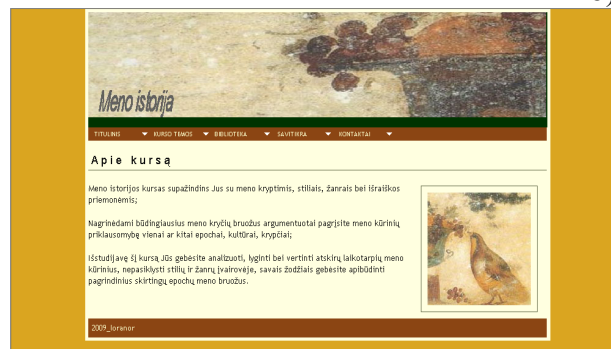 Meno istorija
TITULINIS KURSO TEMOS BIBLIOTEKA SAVITIKRA KONTAKTAI
Apie kursą
Meno istorijos kursas supažindins Jus su meno kryptimis, stiliais, žanrais bei išraiškos
priemonėmis;
Nagrinėdami būdingiausius meno krypčių bruožus argumentuotai pagrįsite meno kūrinių
priklausomybę vienai ar kitai epochai, kultūrai, krypčiai;
Išstudijavę šį kursą Jūs gebėsite analizuoti, lyginti bei vertinti atskirų laikotarpių meno
kūrinius, nepasiklysti stilių ir žanrų įvairovėje, savais žodžiais gebėsite apibūdinti
pagrindinius skirtingų epochų meno bruožus.
2009_loranor